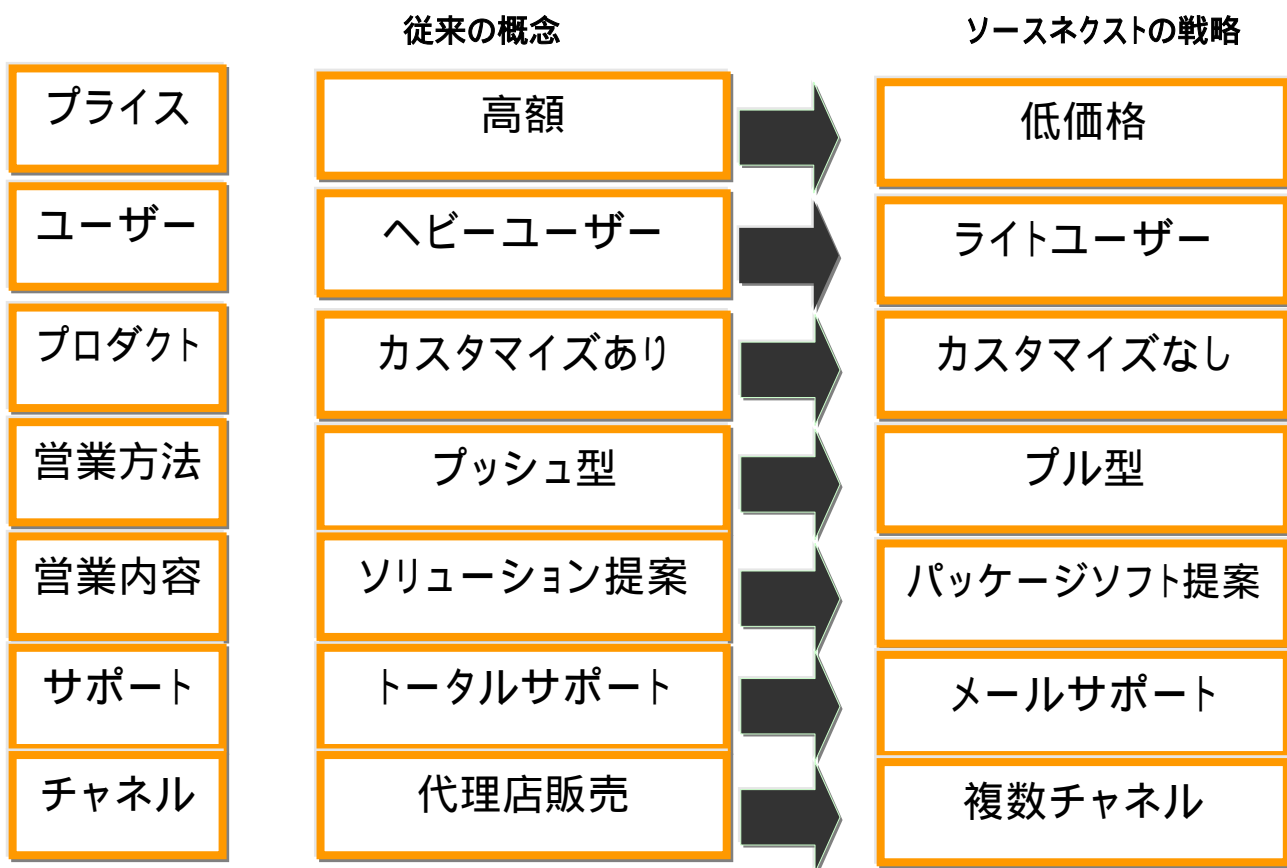 従来の概念 ソースネクストの戦略
プライス 高額 低価格
ユーザー ヘビーユーザー ライトユーザー
プロダクト カスタマイズあり カスタマイズなし
営業方法 プッシュ型 プル型
営業内容 ソリューション提案 パッケージソフト提案
サポート トータルサポート メールサポート
チャネル 代理店販売 複数チャネル